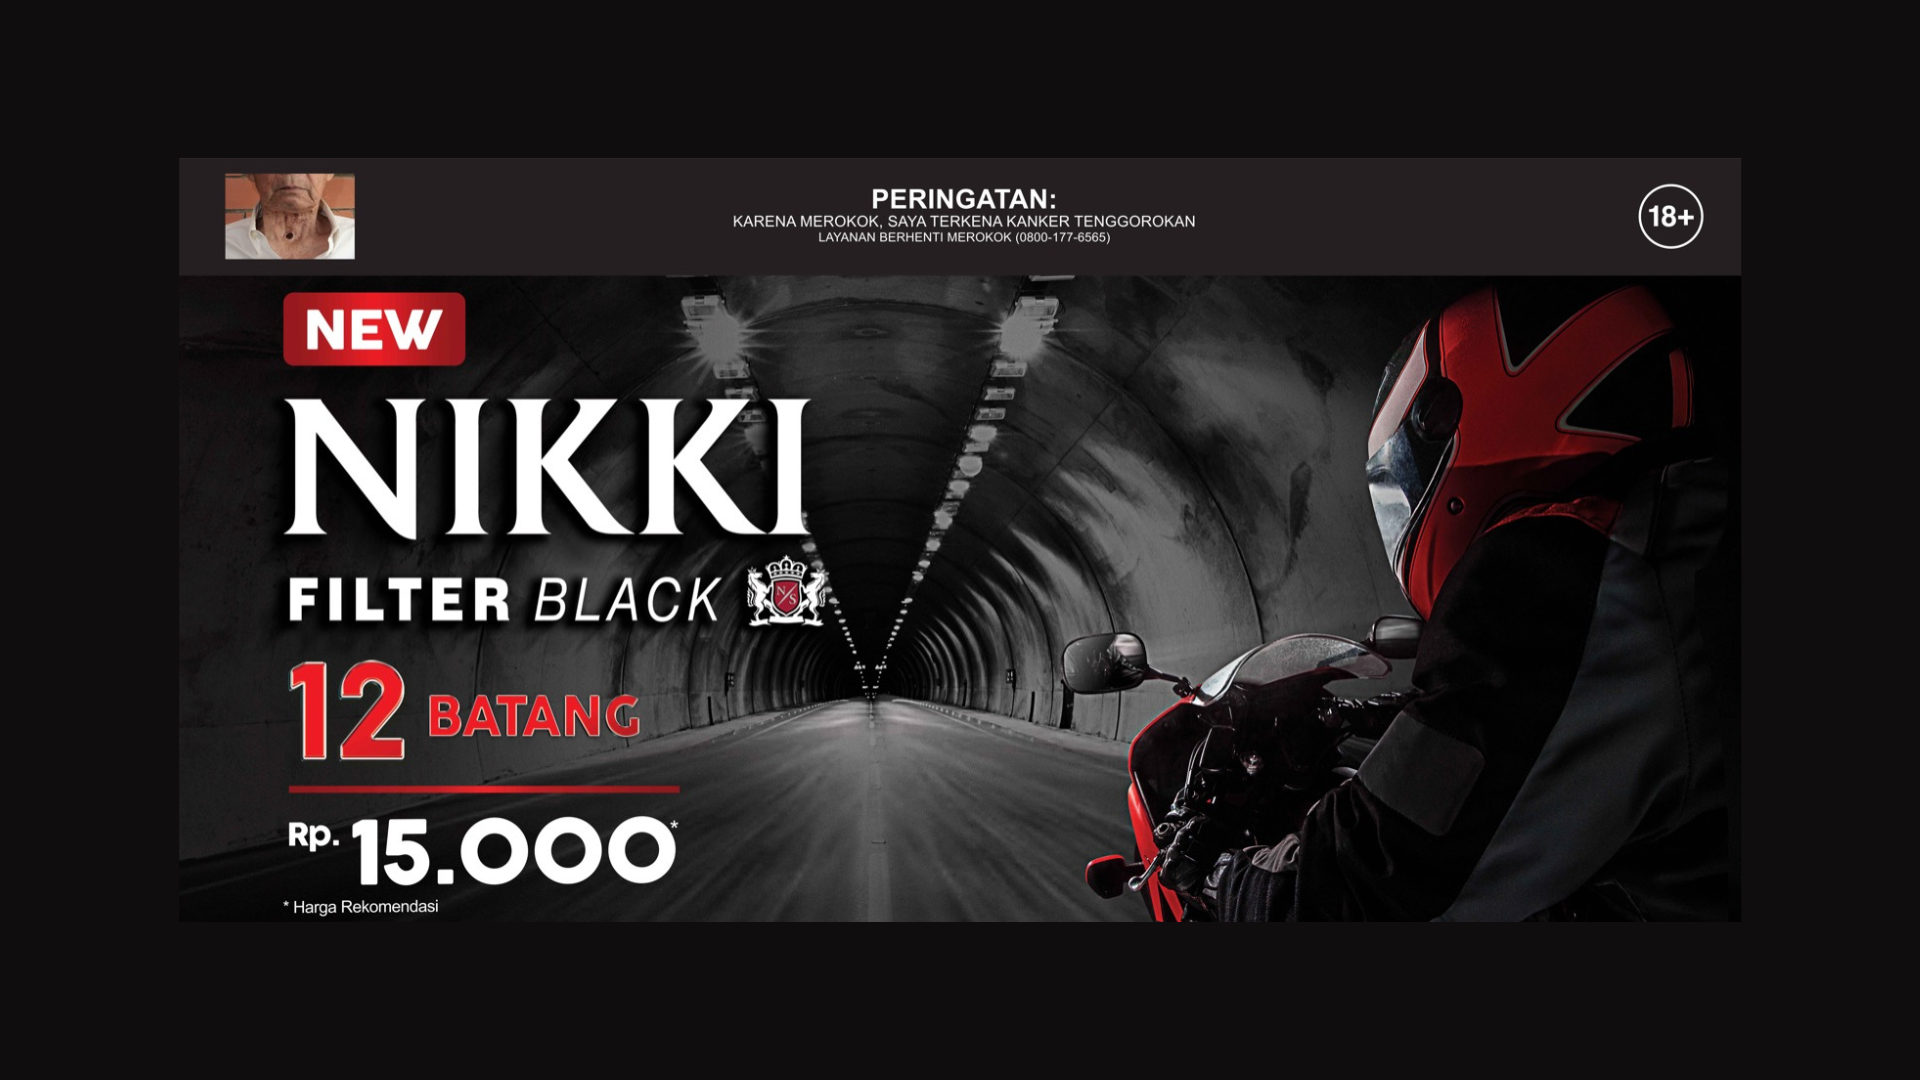 PERINGATAN:
KARENA MEROKOK, SAYA TERKENA KANKER TENGGOROKAN
LAYANAN BERHENTI MEROKOK (0800-177-6565)
18+
NEW
NIKKI
FILTER BLACK
N/S
12 BATANG
Rp. 15.000*
* Harga Rekomendasi